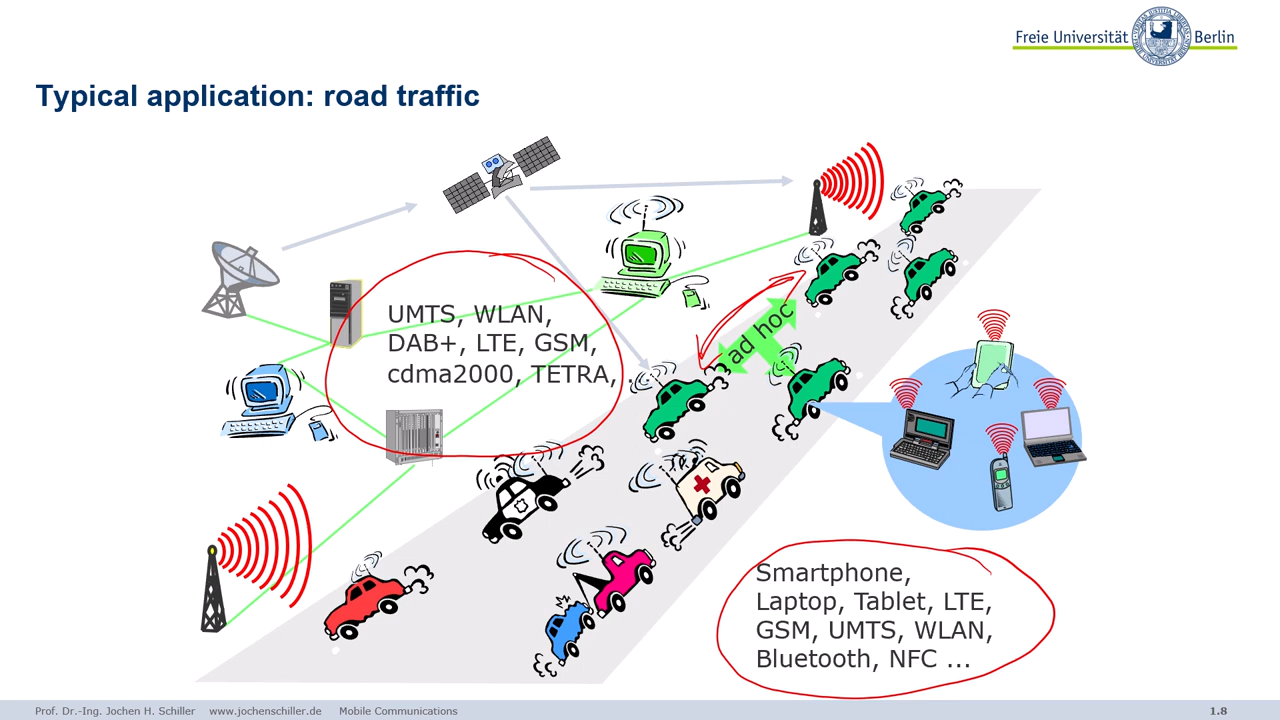 Freie Universität Berlin
Typical application: road traffic
UMTS, WLAN,
DAB+, LTE, GSM,
cdma2000, TETRA, ...
ad hoc
Smartphone,
Laptop, Tablet, LTE,
GSM, UMTS, WLAN,
Bluetooth, NFC ...
Prof. Dr.-Ing. Jochen H. Schiller www.jochenschiller.de Mobile Communications 1.8